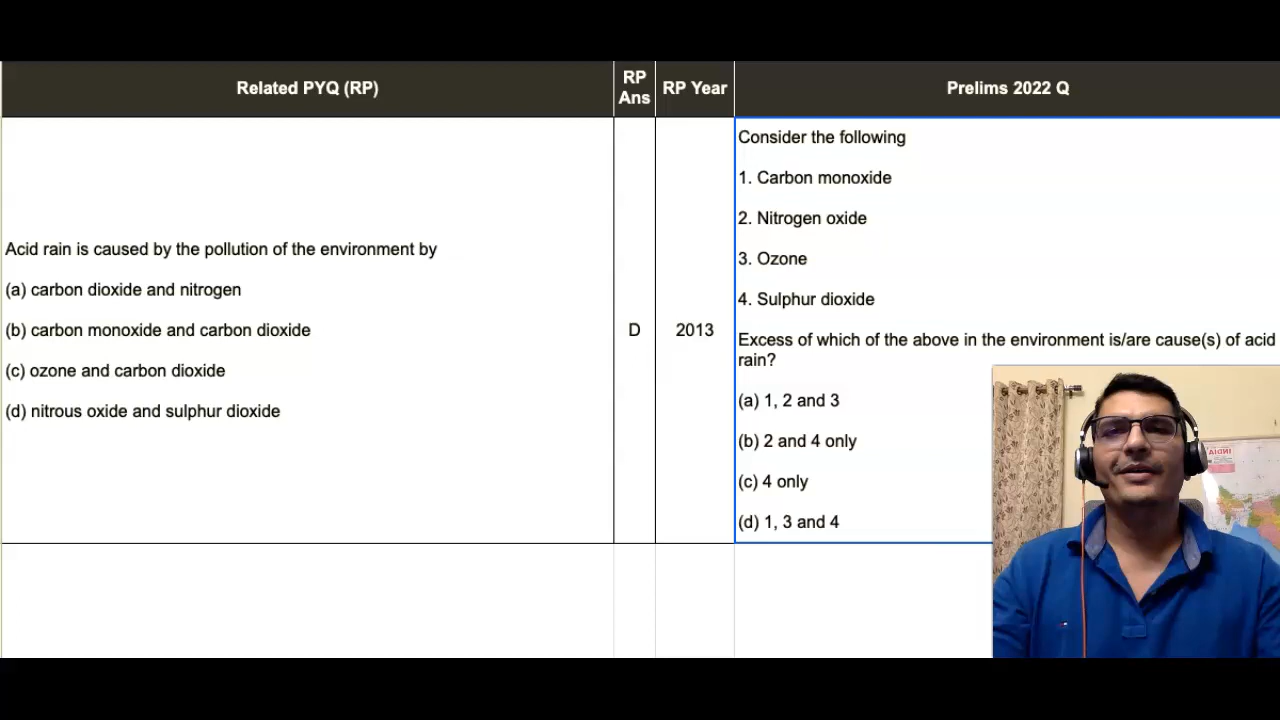 Related PYQ (RP)
RP
Ans
RP Year
Prelims 2022 Q
Acid rain is caused by the pollution of the environment by
(a) carbon dioxide and nitrogen
(b) carbon monoxide and carbon dioxide
(c) ozone and carbon dioxide
(d) nitrous oxide and sulphur dioxide
D
2013
Consider the following
1. Carbon monoxide
2. Nitrogen oxide
3. Ozone
4. Sulphur dioxide
Excess of which of the above in the environment is/are cause(s) of acid
rain?
(a) 1, 2 and 3
(b) 2 and 4 only
(c) 4 only
(d) 1, 3 and 4
INDIA